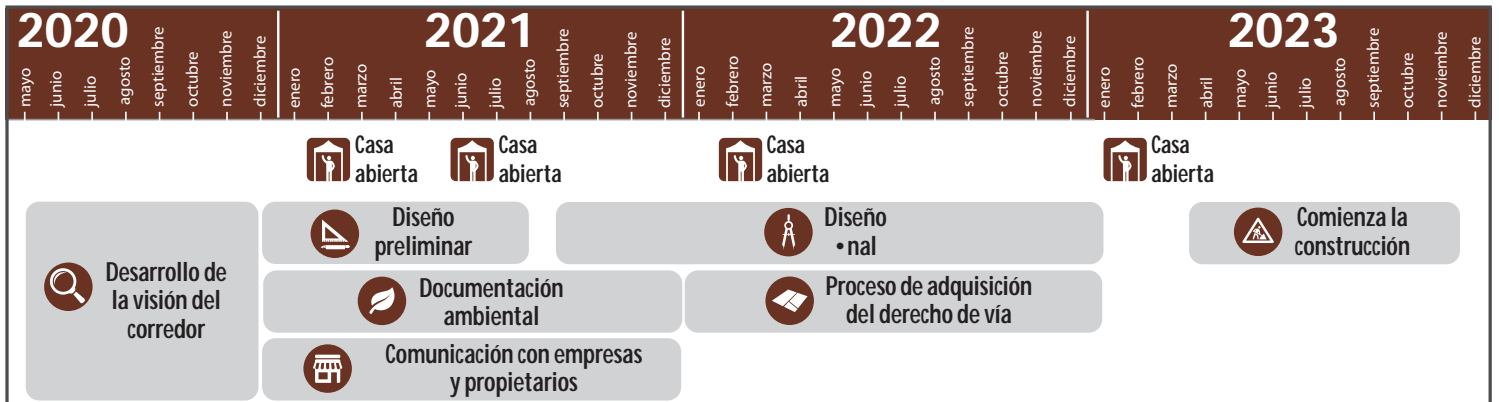 2020
2021
2022
2023
mayo
junio
julio
agosto
septiembre
octubre
noviembre
diciembre
enero
febrero
marzo
abril
mayo
junio
julio
agosto
septiembre
octubre
noviembre
diciembre
enero
febrero
marzo
abril
mayo
junio
julio
agosto
septiembre
octubre
noviembre
diciembre
enero
febrero
marzo
abril
mayo
junio
julio
agosto
septiembre
octubre
noviembre
diciembre
Casa
abierta
Casa
abierta
Casa
abierta
Casa
abierta
Desarrollo de
la visión del
corredor
Diseño
preliminar
Diseño
•nal
Comienza la
construcción
Documentación
ambiental
Proceso de adquisición
del derecho de vía
Comunicación con empresas
y propietarios